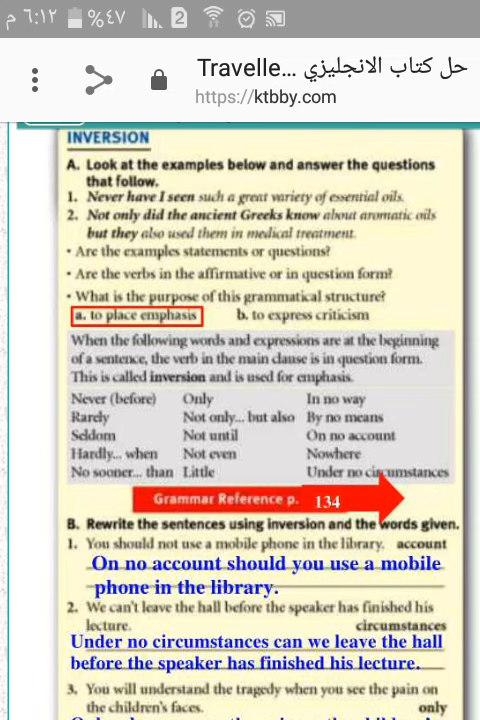 م ٦:١٢ %٤٧ 2
حل كتاب الانجليزي Travelle...
https://ktbby.com
INVERSION
A. Look at the examples below and answer the questions
that follow.
1. Never have I seen such a great variety of essential oils.
2. Not only did the ancient Greeks know about aromatic oils
but they also used them in medical treatment.
• Are the examples statements or questions?
• Are the verbs in the affirmative or in question form?
• What is the purpose of this grammatical structure?
a. to place emphasis b. to express criticism
When the following words and expressions are at the beginning
of a sentence, the verb in the main clause is in question form.
This is called inversion and is used for emphasis.
Never (before) Only In no way
Rarely Not only... but also By no means
Seldom Not until On no account
Hardly... when Not even Nowhere
No sooner... than Little Under no circumstances
Grammar Reference p. 134
B. Rewrite the sentences using inversion and the words given.
1. You should not use a mobile phone in the library. account
On no account should you use a mobile
phone in the library.
2. We can't leave the hall before the speaker has finished his
lecture. circumstances
Under no circumstances can we leave the hall
before the speaker has finished his lecture.
3. You will understand the tragedy when you see the pain on
the children's faces. only